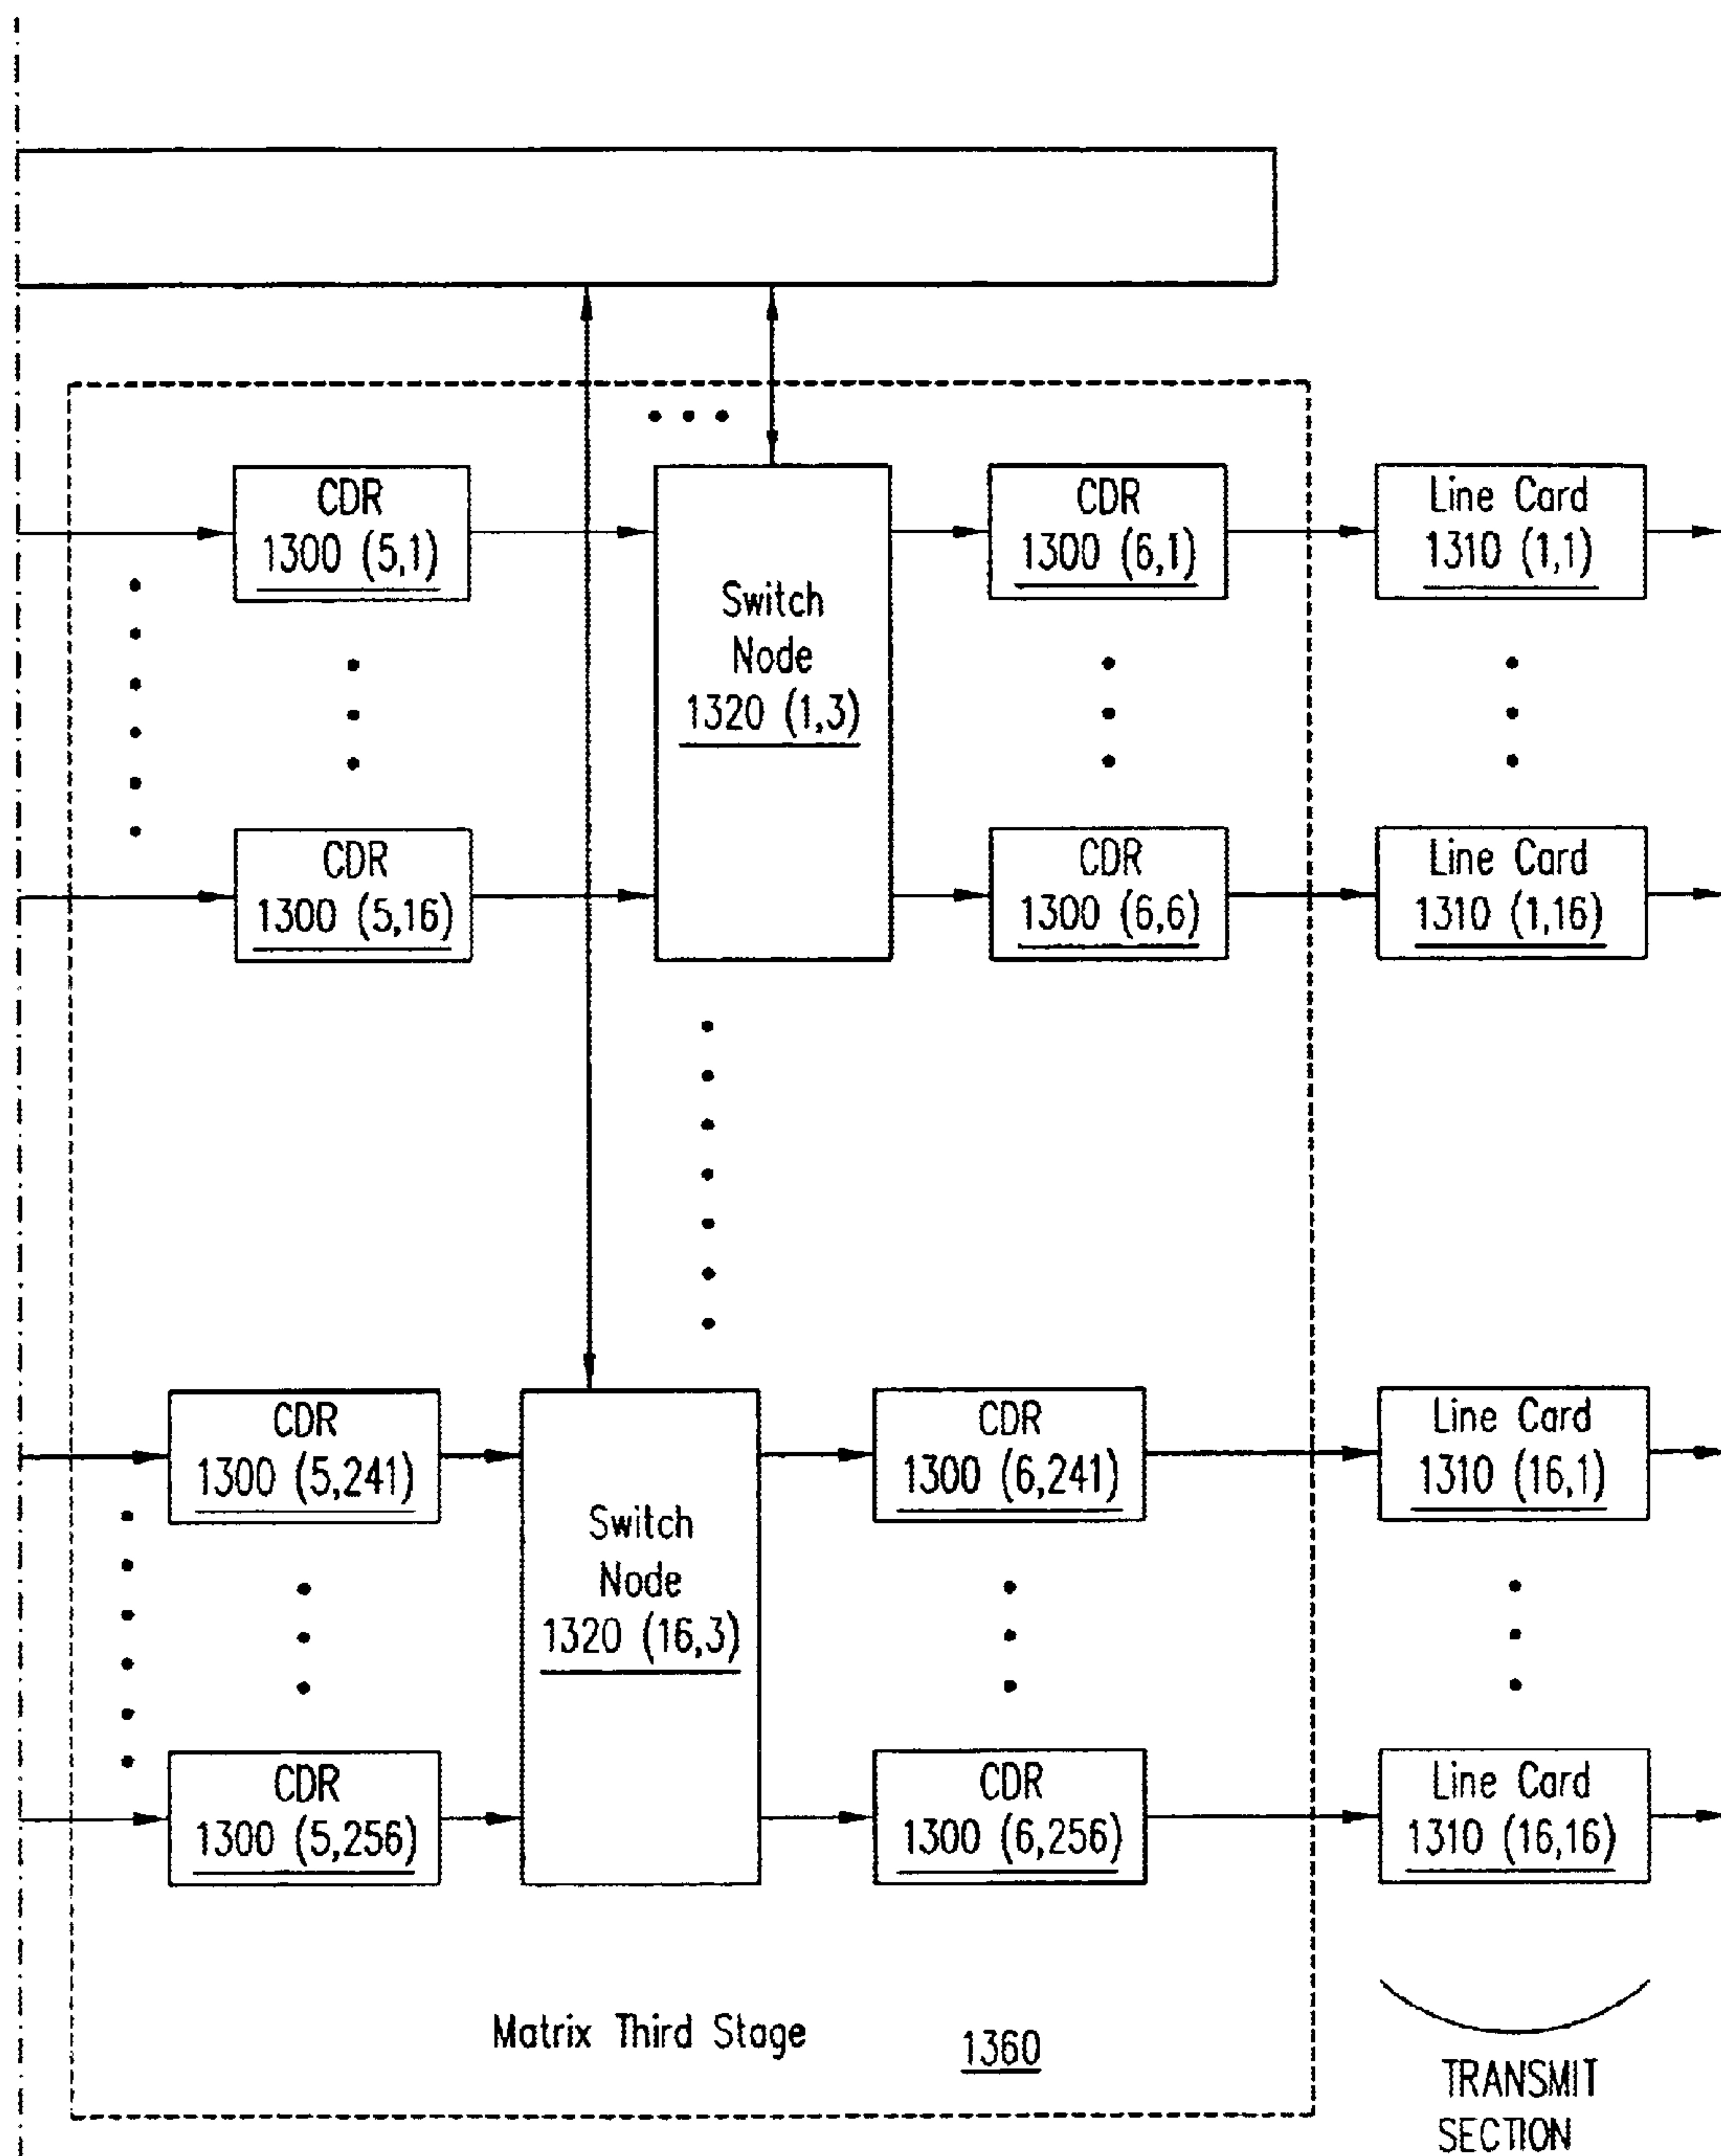 CDR
1300 (5,1)
Switch
Node
1320 (1,3)
CDR
1300 (6,1)
Line Card
1310 (1,1)
CDR
1300 (5,16)
CDR
1300 (6,6)
Line Card
1310 (1,16)
CDR
1300 (5,241)
Switch
Node
1320 (16,3)
CDR
1300 (6,241)
Line Card
1310 (16,1)
CDR
1300 (5,256)
CDR
1300 (6,256)
Line Card
1310 (16,16)
Matrix Third Stage 1360
TRANSMIT
SECTION